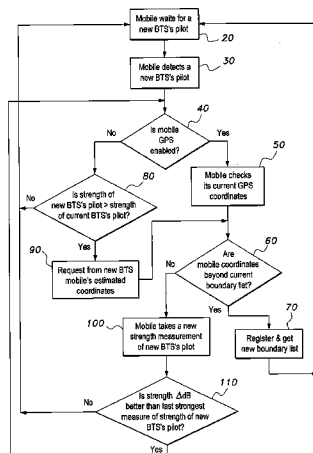 Mobile waits for a
new BTS's pilot
20
30
Mobile detects a
new BTS's pilot
40
Is mobile
GPS
enabled?
No
Yes
50
80
Mobile checks
its current GPS
coordinates
Is strength of
new BTS's pilot > strength
of current BTS's pilot?
No
Yes
60
90
Are
mobile coordinates
beyond current
boundary list?
Request from new BTS
mobile's estimated
coordinates
No
Yes
70
100
Mobile takes a new
strength measurement
of new BTS's pilot
Register & get
new boundary list
110
No
Is strength ΔdB
better than last strongest
measure of strength of new
BTS's pilot?
Yes